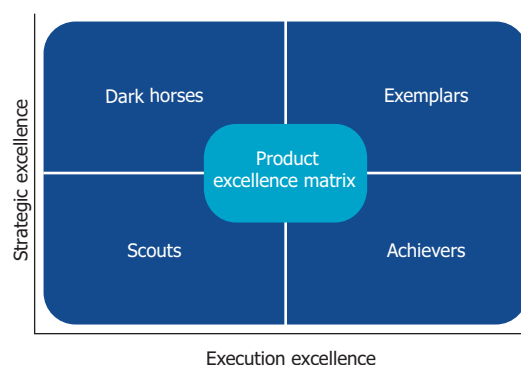 Dark horses
Exemplars
Product
excellence matrix
Scouts
Achievers
Strategic excellence
Execution excellence